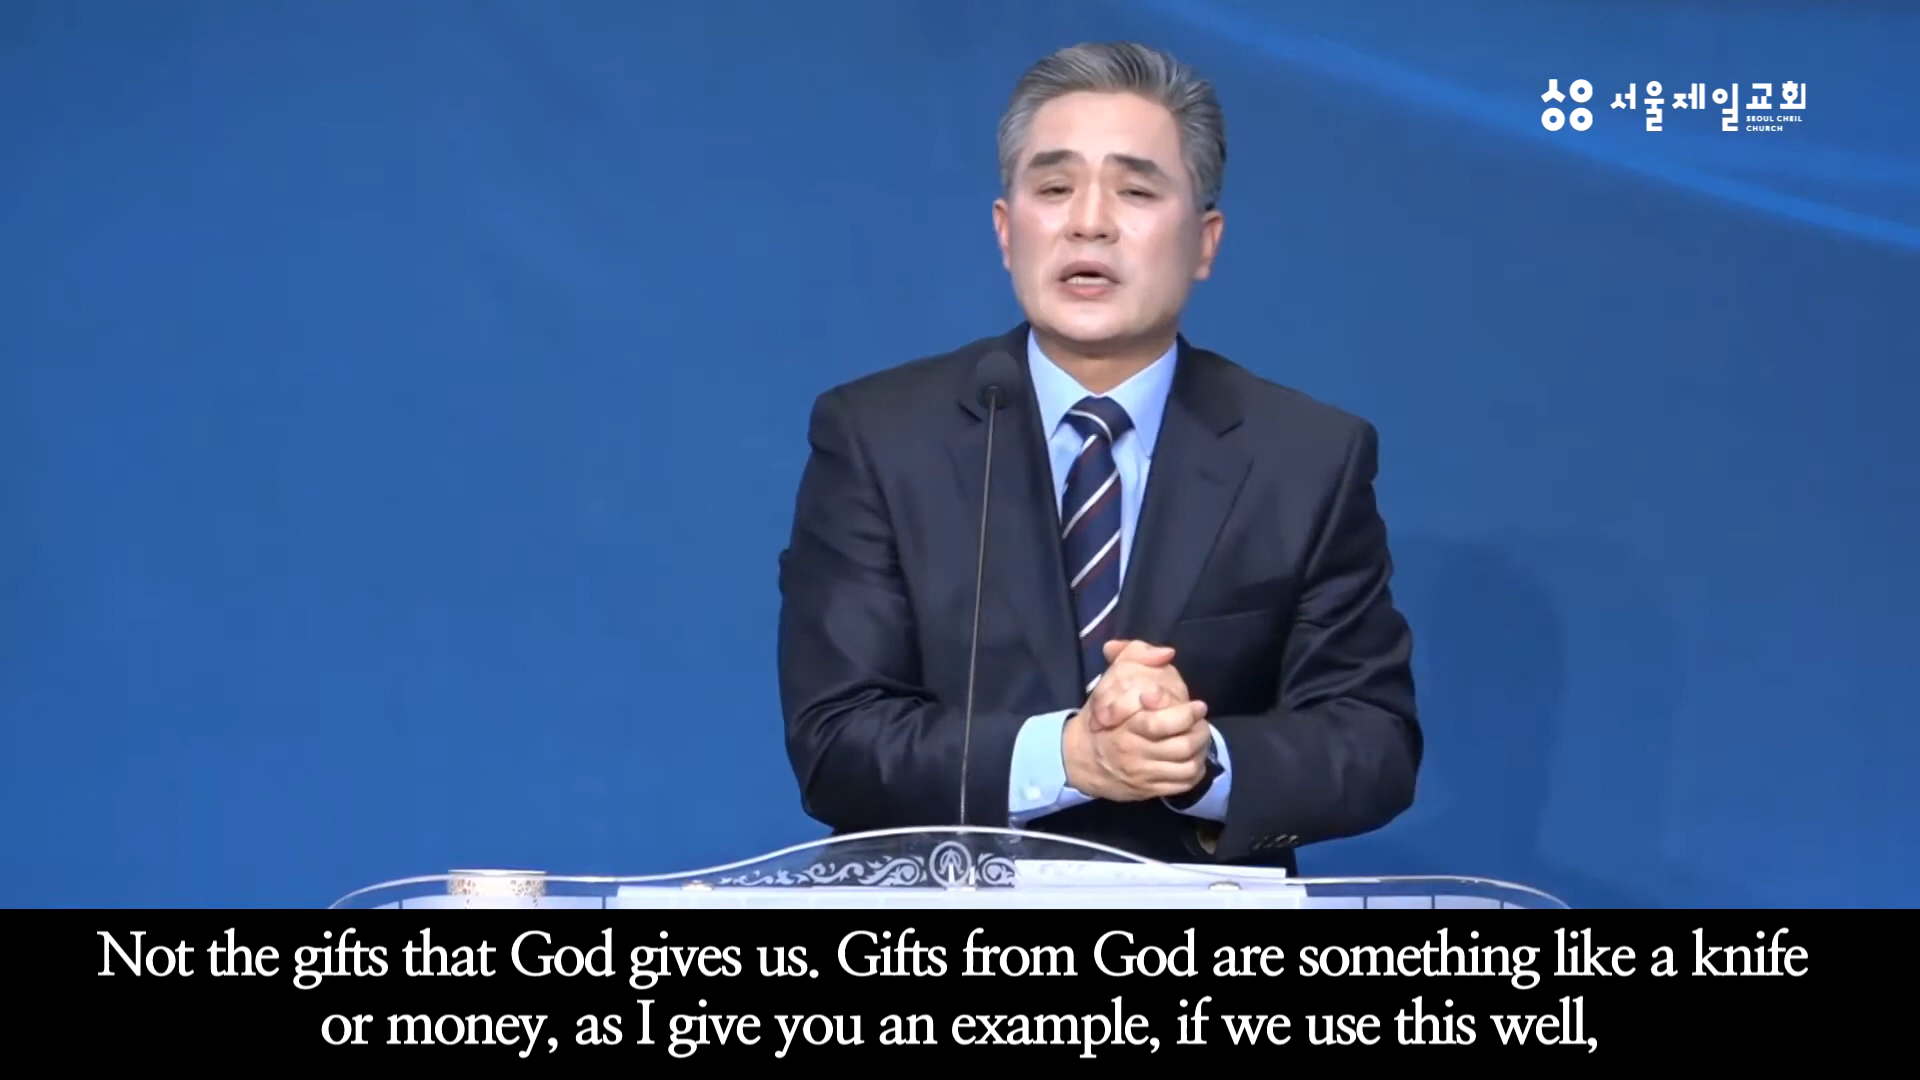 서울제일교회
SEOUL CHEIL
CHURCH
Not the gifts that God gives us. Gifts from God are something like a knife
or money, as I give you an example, if we use this well,